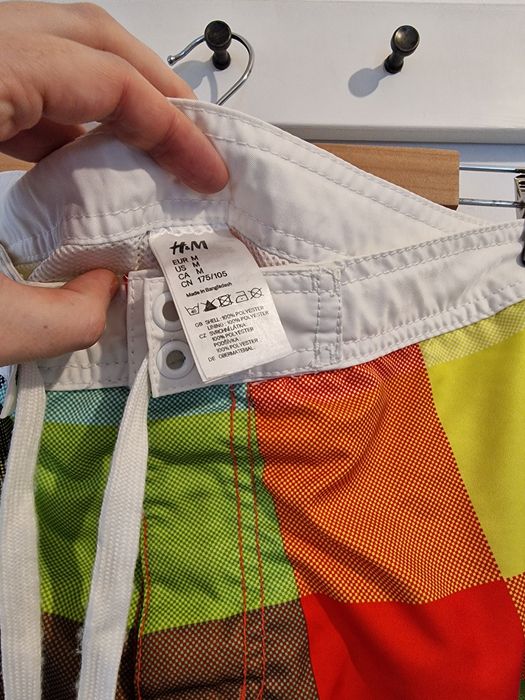 H&M
EUR M
US M
CA M
CN 175/105
Made in Bangladesh
GB SHELL: 100% POLYESTER
LINING: 100% POLYESTER
CZ SVRCHNÍ LÁTKA:
100% POLYESTER
PODŠÍVKA:
100% POLYESTER
DE OBERMATERIAL: